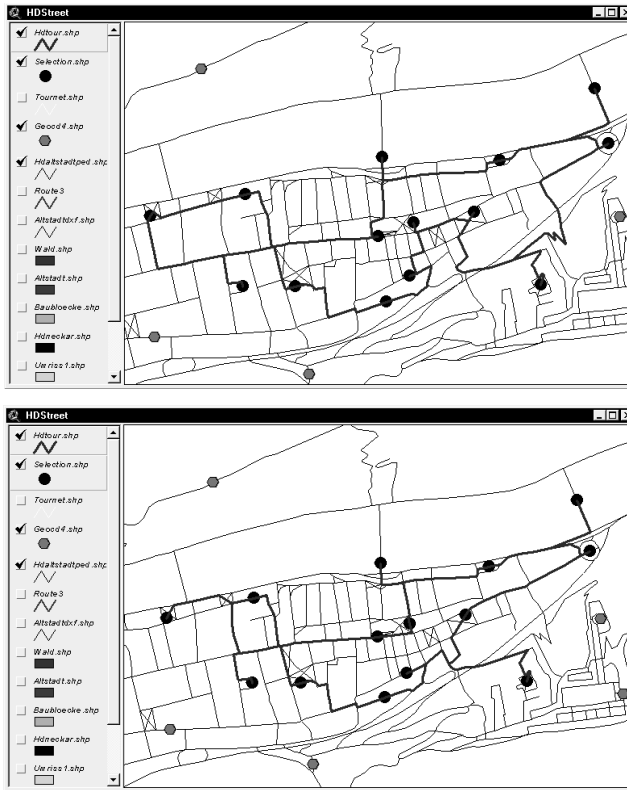 HDStreet
Hdtour.shp
Selection.shp
Tournet.shp
Geocd4.shp
Hdaltstadtped.shp
Route3
Altstadtdxf.shp
Wald.shp
Altstadt.shp
Baubloecke.shp
Hdneckar.shp
Umriss1.shp
HDStreet
Hdtour.shp
Selection.shp
Tournet.shp
Geocd4.shp
Hdaltstadtped.shp
Route3
Altstadtdxf.shp
Wald.shp
Altstadt.shp
Baubloecke.shp
Hdneckar.shp
Umriss1.shp